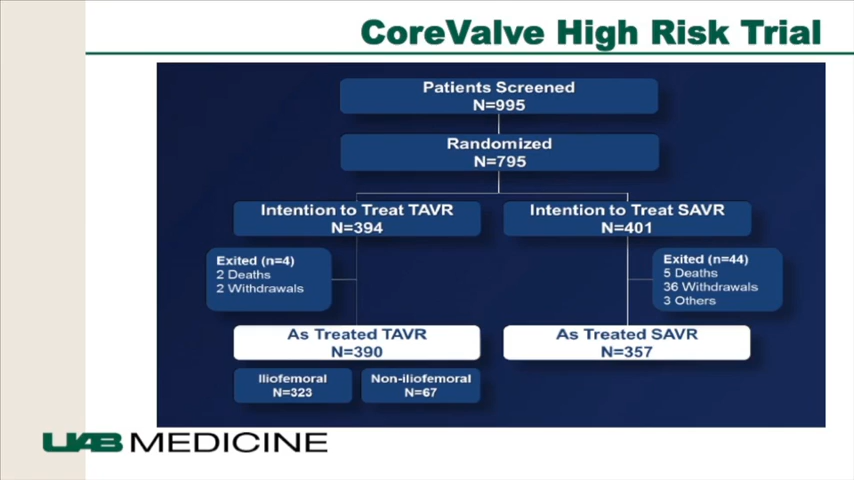 CoreValve High Risk Trial
Patients Screened
N=995
Randomized
N=795
Intention to Treat TAVR
N=394
Intention to Treat SAVR
N=401
Exited (n=4)
2 Deaths
2 Withdrawals
Exited (n=44)
5 Deaths
36 Withdrawals
3 Others
As Treated TAVR
N=390
As Treated SAVR
N=357
Iliofemoral
N=323
Non-iliofemoral
N=67
UAB MEDICINE